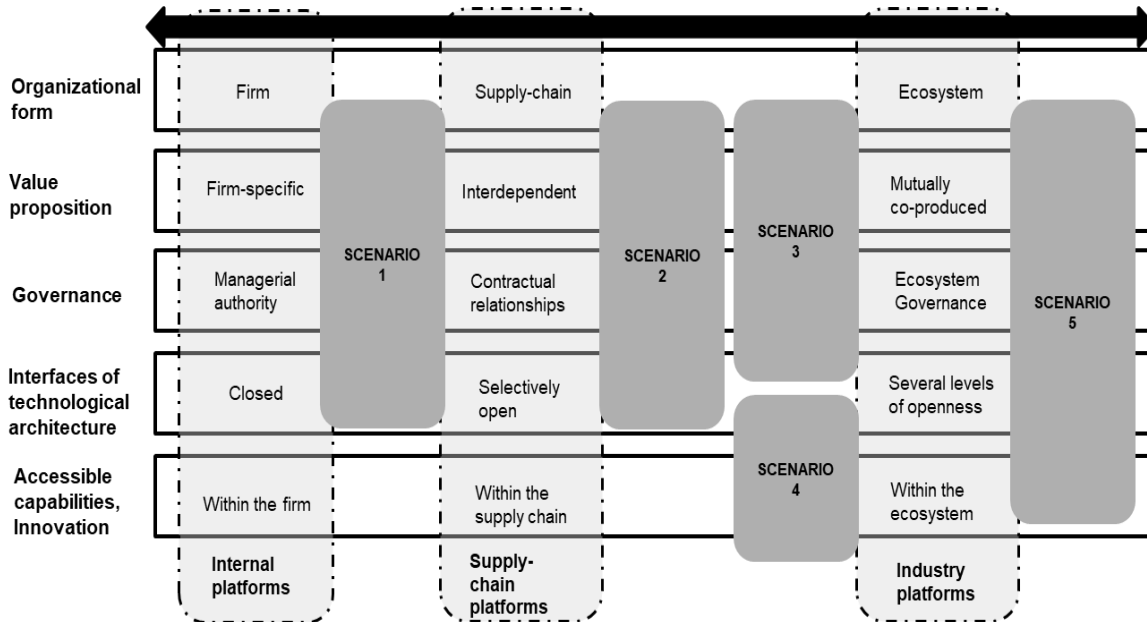 Organizational
form
Firm
Supply-chain
Ecosystem
Value
proposition
Firm-specific
Interdependent
Mutually
co-produced
SCENARIO
1
SCENARIO
2
SCENARIO
3
Governance
Managerial
authority
Contractual
relationships
Ecosystem
Governance
SCENARIO
5
Interfaces of
technological
architecture
Closed
Selectively
open
Several levels
of openness
Accessible
capabilities,
Innovation
Within the firm
Within the
supply chain
SCENARIO
4
Within the
ecosystem
Internal
platforms
Supply-
chain
platforms
Industry
platforms